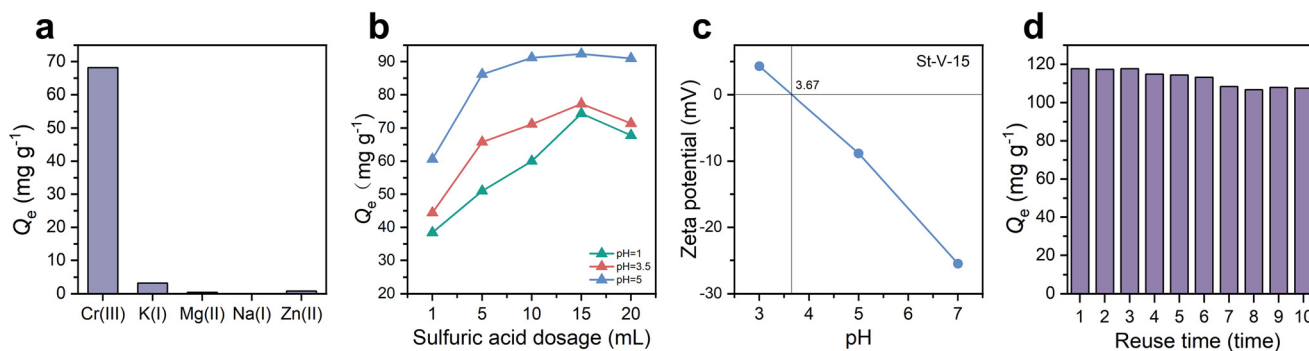 a
Qe (mg g-1)
70
60
50
40
30
20
10
0
Cr(III) K(I) Mg(II) Na(I) Zn(II)
b
Qe (mg g-1)
90
80
70
60
50
40
30
20
pH=1
pH=3.5
pH=5
1 5 10 15 20
Sulfuric acid dosage (mL)
c
St-V-15
3.67
Zeta potential (mV)
10
0
-10
-20
-30
3 4 5 6 7
pH
d
Qe (mg g-1)
120
100
80
60
40
20
0
1 2 3 4 5 6 7 8 9 10
Reuse time (time)